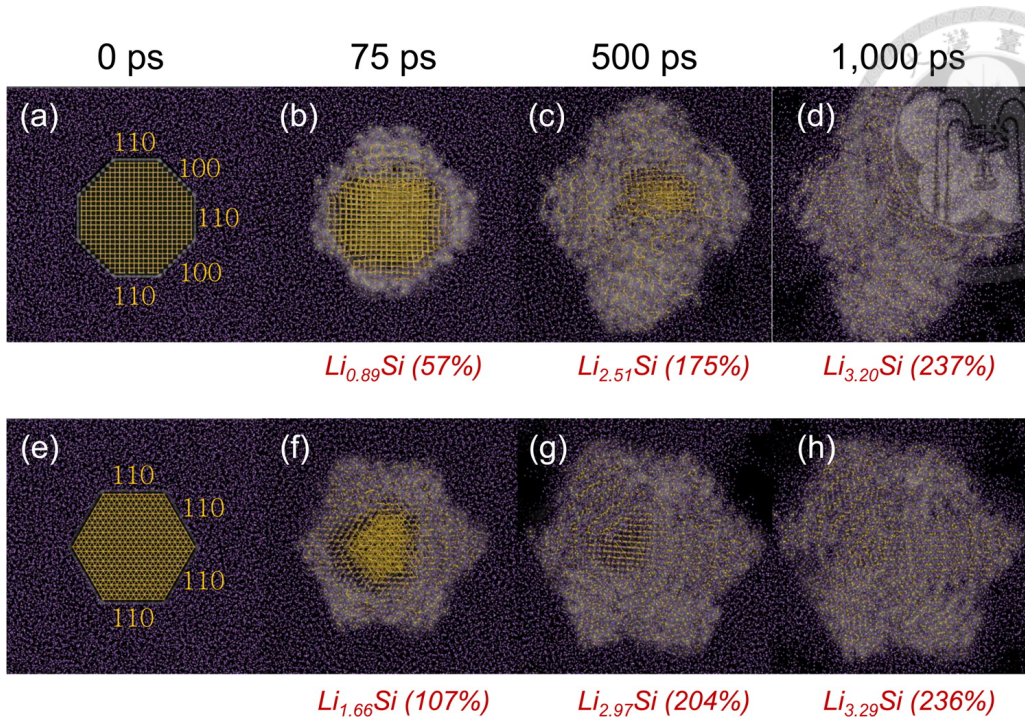 0 ps 75 ps 500 ps 1,000 ps
(a) (b) (c) (d)
110
100
110
100
110
Li0.89Si (57%) Li2.51Si (175%) Li3.20Si (237%)
(e) (f) (g) (h)
110
110
110
110
Li1.66Si (107%) Li2.97Si (204%) Li3.29Si (236%)